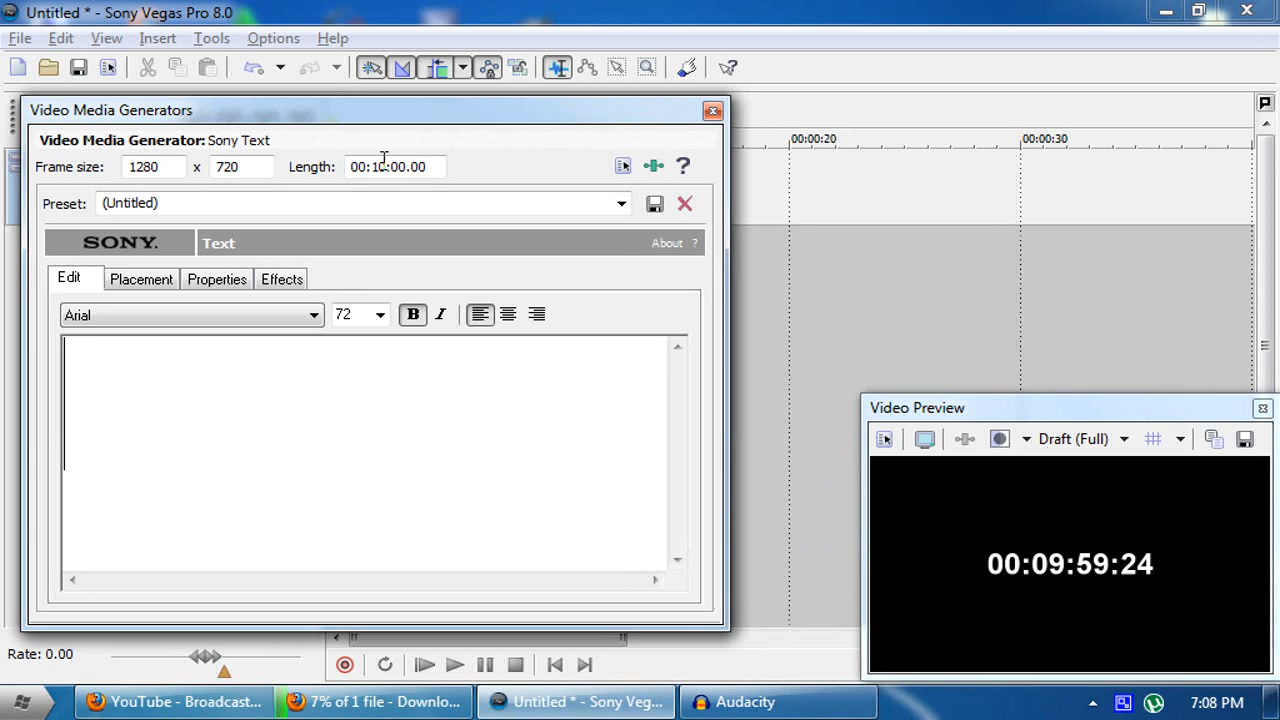 Untitled * - Sony Vegas Pro 8.0
File Edit View Insert Tools Options Help
Video Media Generators
Video Media Generator: Sony Text
Frame size: 1280 x 720 Length: 00:10:00.00 ?
Preset: (Untitled)
SONY. Text About ?
Edit Placement Properties Effects
Arial 72 B I
00:00:20 00:00:30
Video Preview
Draft (Full)
00:09:59:24
Rate: 0.00
YouTube - Broadcast... 7% of 1 file - Downlo... Untitled * - Sony Vega... Audacity 7:08 PM